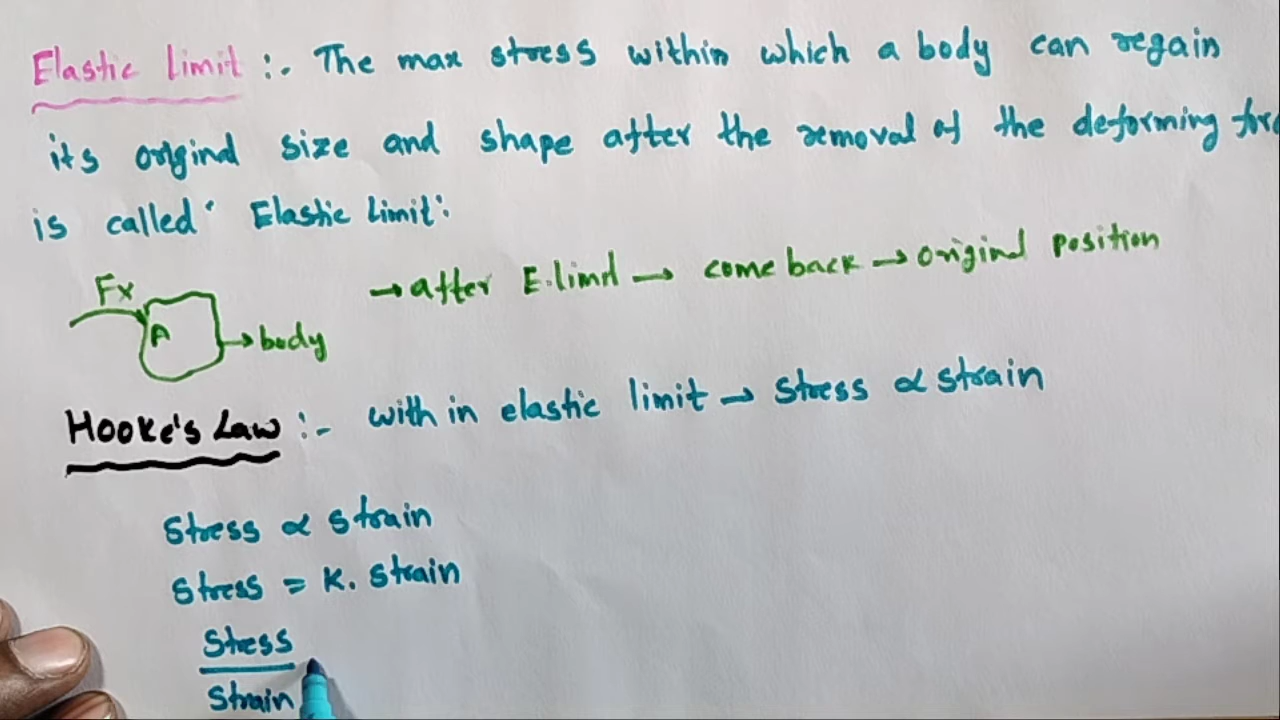 Elastic Limit :- The max stress within which a body can regain
its original size and shape after the removal of the deforming
is called ' Elastic Limit':
Fx
→ after E.limit → come back → original position
A → body
Hooke's Law :- with in elastic limit → stress ∝ strain
Stress ∝ strain
Stress = K. strain
Stess
Strain